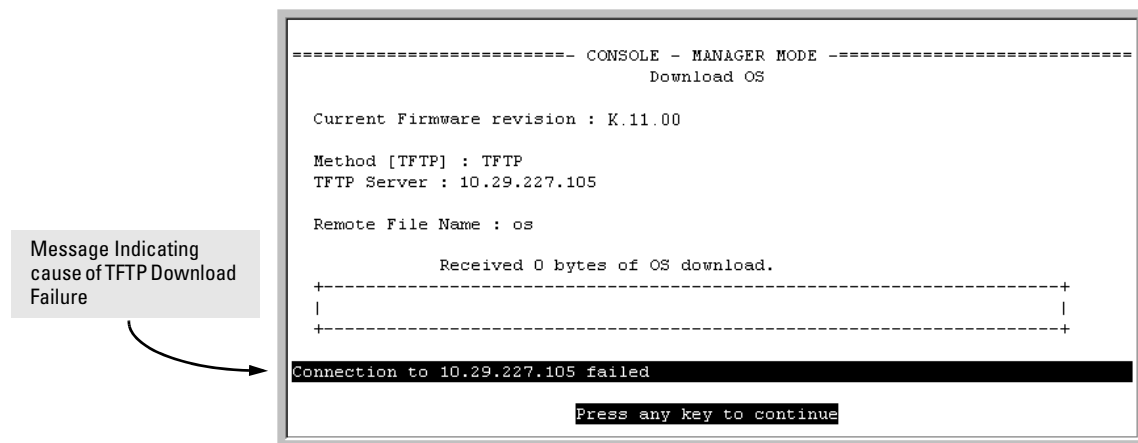 ==========================- CONSOLE - MANAGER MODE -============================
Download OS
Current Firmware revision : K.11.00
Method [TFTP] : TFTP
TFTP Server : 10.29.227.105
Remote File Name : os
Received 0 bytes of OS download.
+----------------------------------------------------------------------+
|                                                                      |
+----------------------------------------------------------------------+
Message Indicating
cause of TFTP Download
Failure
Connection to 10.29.227.105 failed
Press any key to continue